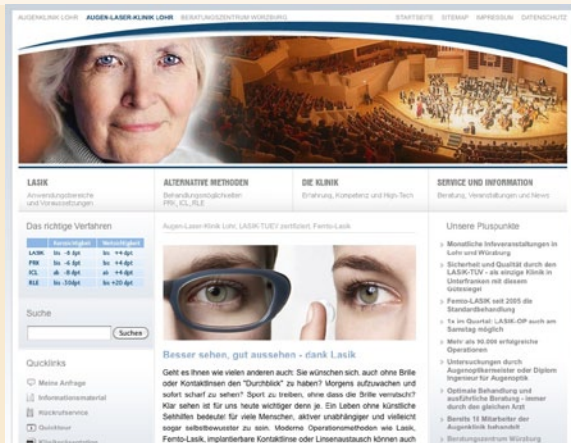 AUGENKLINIK LOHR AUGEN-LASER-KLINIK LOHR BERATUNGSZENTRUM WÜRZBURG STARTSEITE SITEMAP IMPRESSUM DATENSCHUTZ
LASIK
Anwendungsbereiche
und Voraussetzungen
ALTERNATIVE METHODEN
Behandlungsmöglichkeiten
PRK, ICL, RLE
DIE KLINIK
Erfahrung, Kompetenz und High-Tech
SERVICE UND INFORMATION
Beratung, Veranstaltungen und News
Das richtige Verfahren
Kurzsichtigkeit Weitsichtigkeit
LASIK bis -8 dpt bis +4 dpt
PRK bis -6 dpt bis +4 dpt
ICL ab -8 dpt ab +4 dpt
RLE bis -30 dpt bis +20 dpt
Suche
Suchen
Quicklinks
Meine Anfrage
Informationsmaterial
Rückrufservice
Quicktour
Augen-Laser-Klinik Lohr, LASIK-TUEV zertifiziert, Femto-Lasik
Besser sehen, gut aussehen - dank Lasik
Geht es Ihnen wie vielen anderen auch: Sie wünschen sich, auch ohne Brille
oder Kontaktlinsen den "Durchblick" zu haben? Morgens aufzuwachen und
sofort scharf zu sehen? Sport zu treiben, ohne dass die Brille verrutscht?
Klar sehen ist für uns heute wichtiger denn je. Ein Leben ohne künstliche
Sehhilfen bedeutet für viele Menschen, aktiver unabhängiger und vielleicht
sogar selbstbewusster zu sein. Moderne Operationsmethoden wie Lasik,
Femto-Lasik, implantierbare Kontaktlinse oder Linsenaustausch können auch
Unsere Pluspunkte
Monatliche Infoveranstaltungen in
Lohr und Würzburg
Sicherheit und Qualität durch den
LASIK-TÜV - als einzige Klinik in
Unterfranken mit diesem
Gütesiegel
Femto-LASIK seit 2005 die
Standardbehandlung
1x im Quartal: LASIK-OP auch am
Samstag möglich
Mehr als 90.000 erfolgreiche
Operationen
Untersuchungen durch
Augenoptikermeister oder Diplom
Ingenieur für Augenoptik
Optimale Behandlung und
ausführliche Beratung - immer
durch den gleichen Arzt
Bereits 18 Mitarbeiter der
Augenklinik behandelt
Beratungszentrum Würzburg